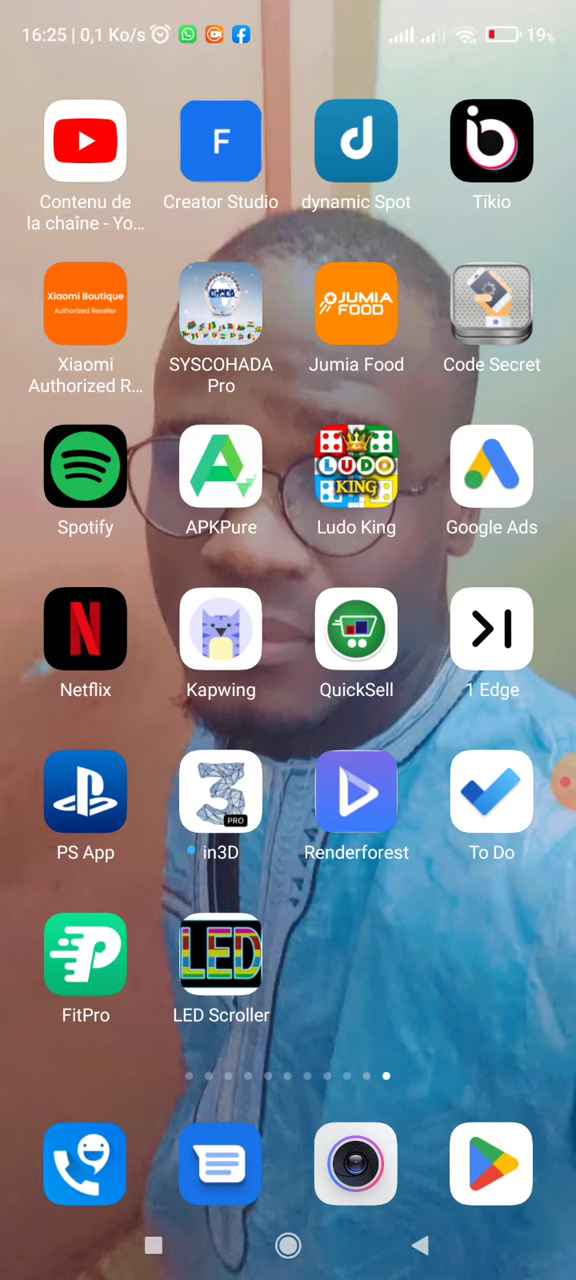 16:25 | 0,1 Ko/s 19%
Contenu de
la chaîne - Yo...
F
Creator Studio
dynamic Spot
Tikio
Xiaomi Boutique
Authorized Reseller
Xiaomi
Authorized R...
OHADA
SYSCOHADA
Pro
JUMIA
FOOD
Jumia Food
Code Secret
Spotify
APKPure
LUDO
KING
Ludo King
Google Ads
Netflix
Kapwing
QuickSell
1 Edge
PS App
3
PRO
in3D
Renderforest
To Do
FitPro
LED
LED Scroller